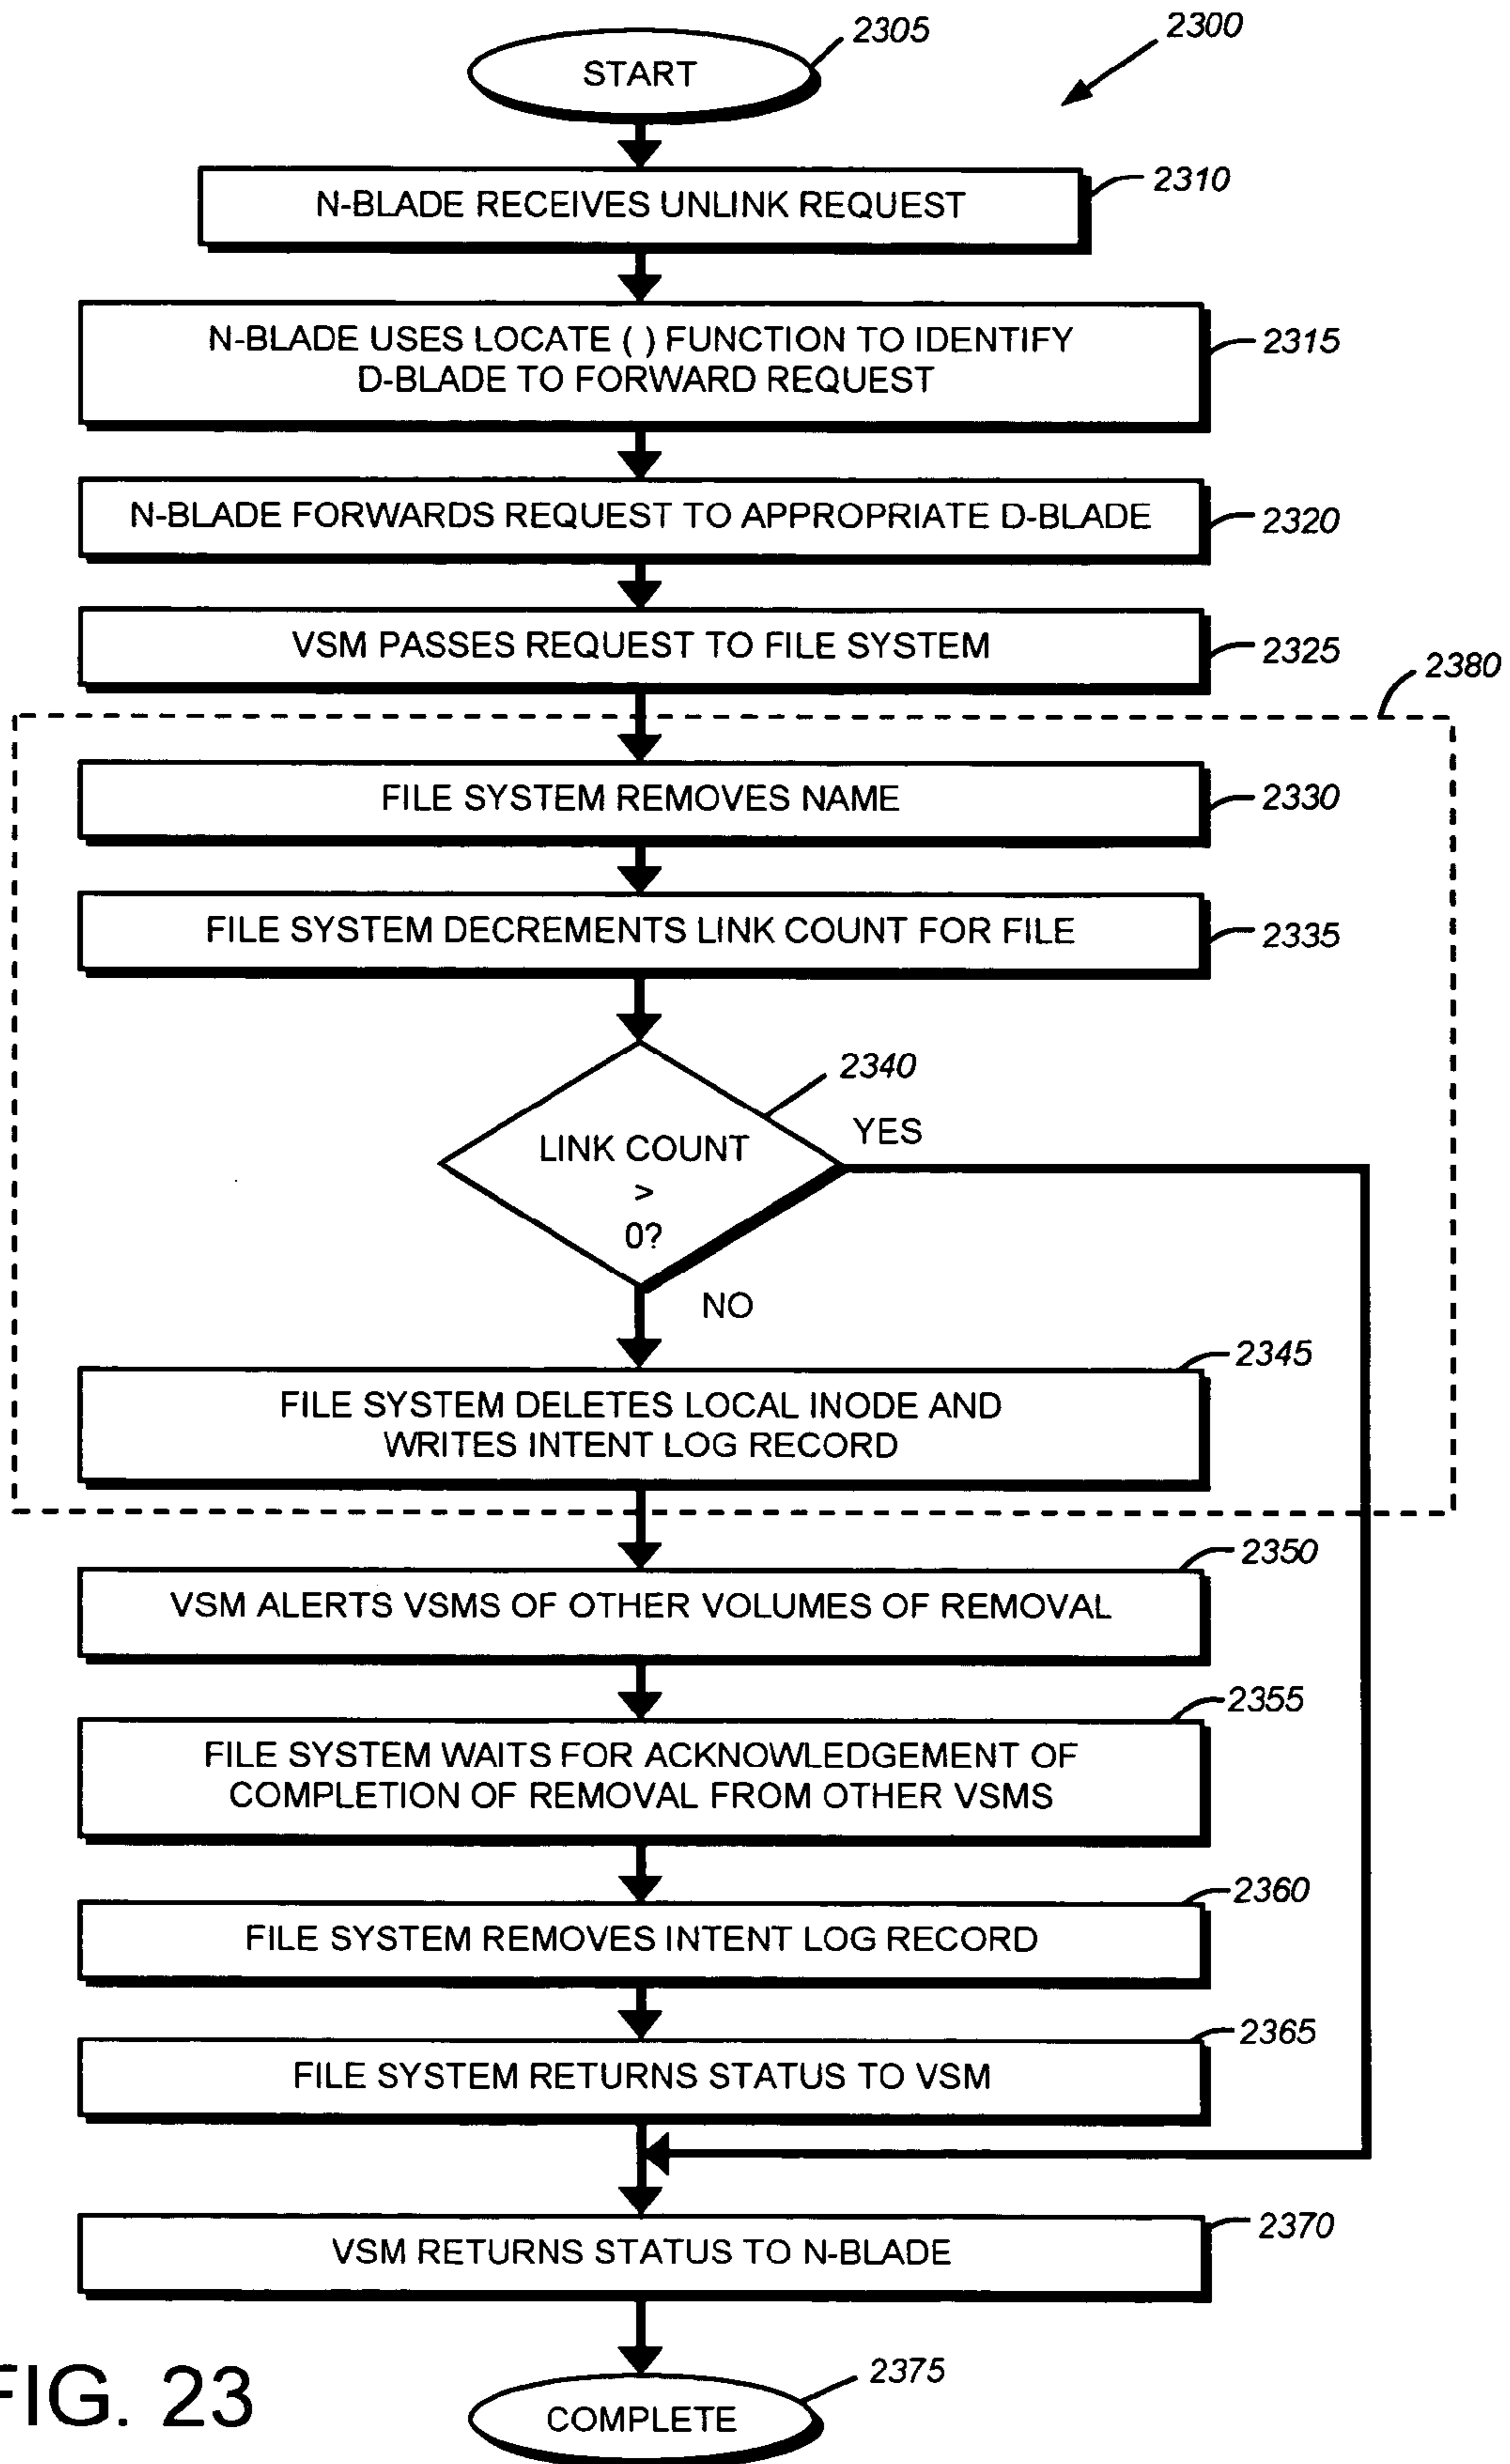 2300
START
2305
N-BLADE RECEIVES UNLINK REQUEST
2310
N-BLADE USES LOCATE ( ) FUNCTION TO IDENTIFY
D-BLADE TO FORWARD REQUEST
2315
N-BLADE FORWARDS REQUEST TO APPROPRIATE D-BLADE
2320
VSM PASSES REQUEST TO FILE SYSTEM
2325
2380
FILE SYSTEM REMOVES NAME
2330
FILE SYSTEM DECREMENTS LINK COUNT FOR FILE
2335
2340
LINK COUNT
>
0?
YES
NO
2345
FILE SYSTEM DELETES LOCAL INODE AND
WRITES INTENT LOG RECORD
2350
VSM ALERTS VSMS OF OTHER VOLUMES OF REMOVAL
2355
FILE SYSTEM WAITS FOR ACKNOWLEDGEMENT OF
COMPLETION OF REMOVAL FROM OTHER VSMS
2360
FILE SYSTEM REMOVES INTENT LOG RECORD
2365
FILE SYSTEM RETURNS STATUS TO VSM
2370
VSM RETURNS STATUS TO N-BLADE
2375
COMPLETE
FIG. 23